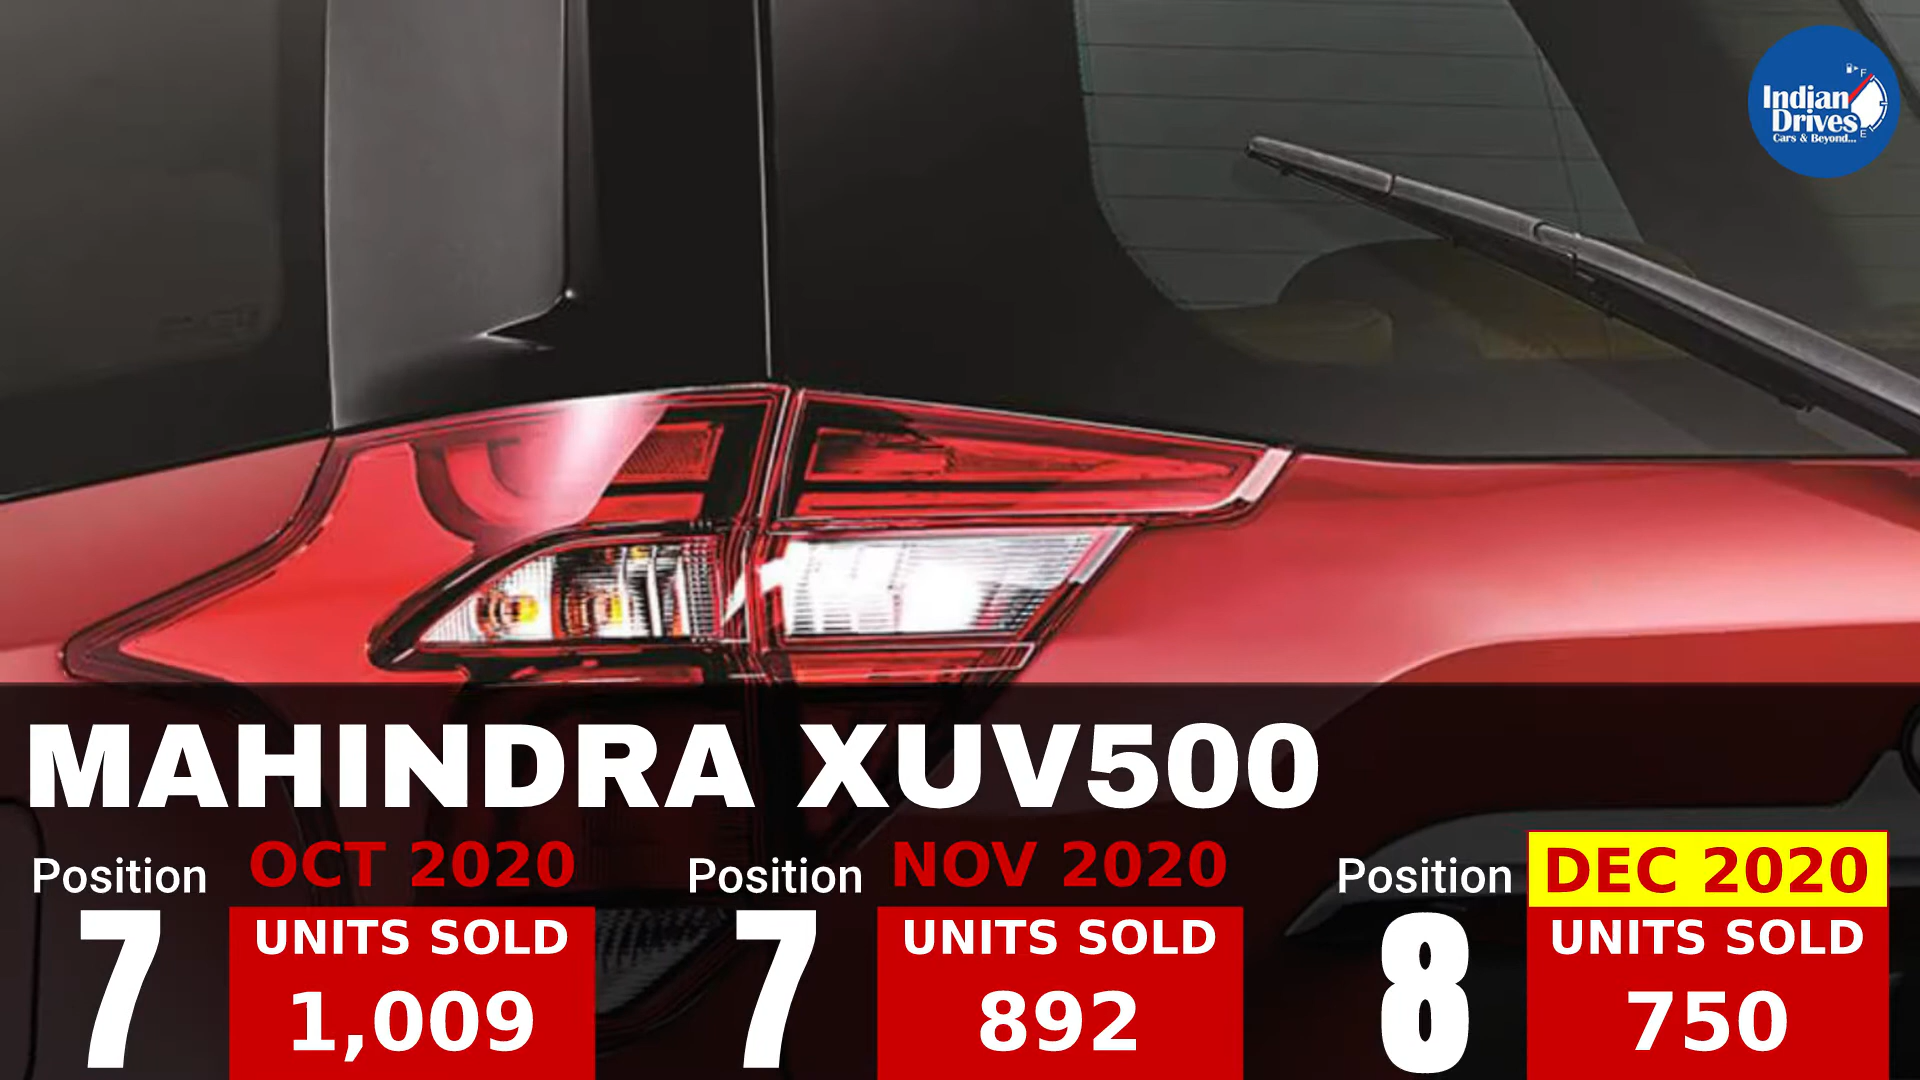 Indian
Drives
Cars & Beyond...
F
E
MAHINDRA XUV500
Position
OCT 2020
7
UNITS SOLD
1,009
Position
NOV 2020
7
UNITS SOLD
892
Position
DEC 2020
8
UNITS SOLD
750